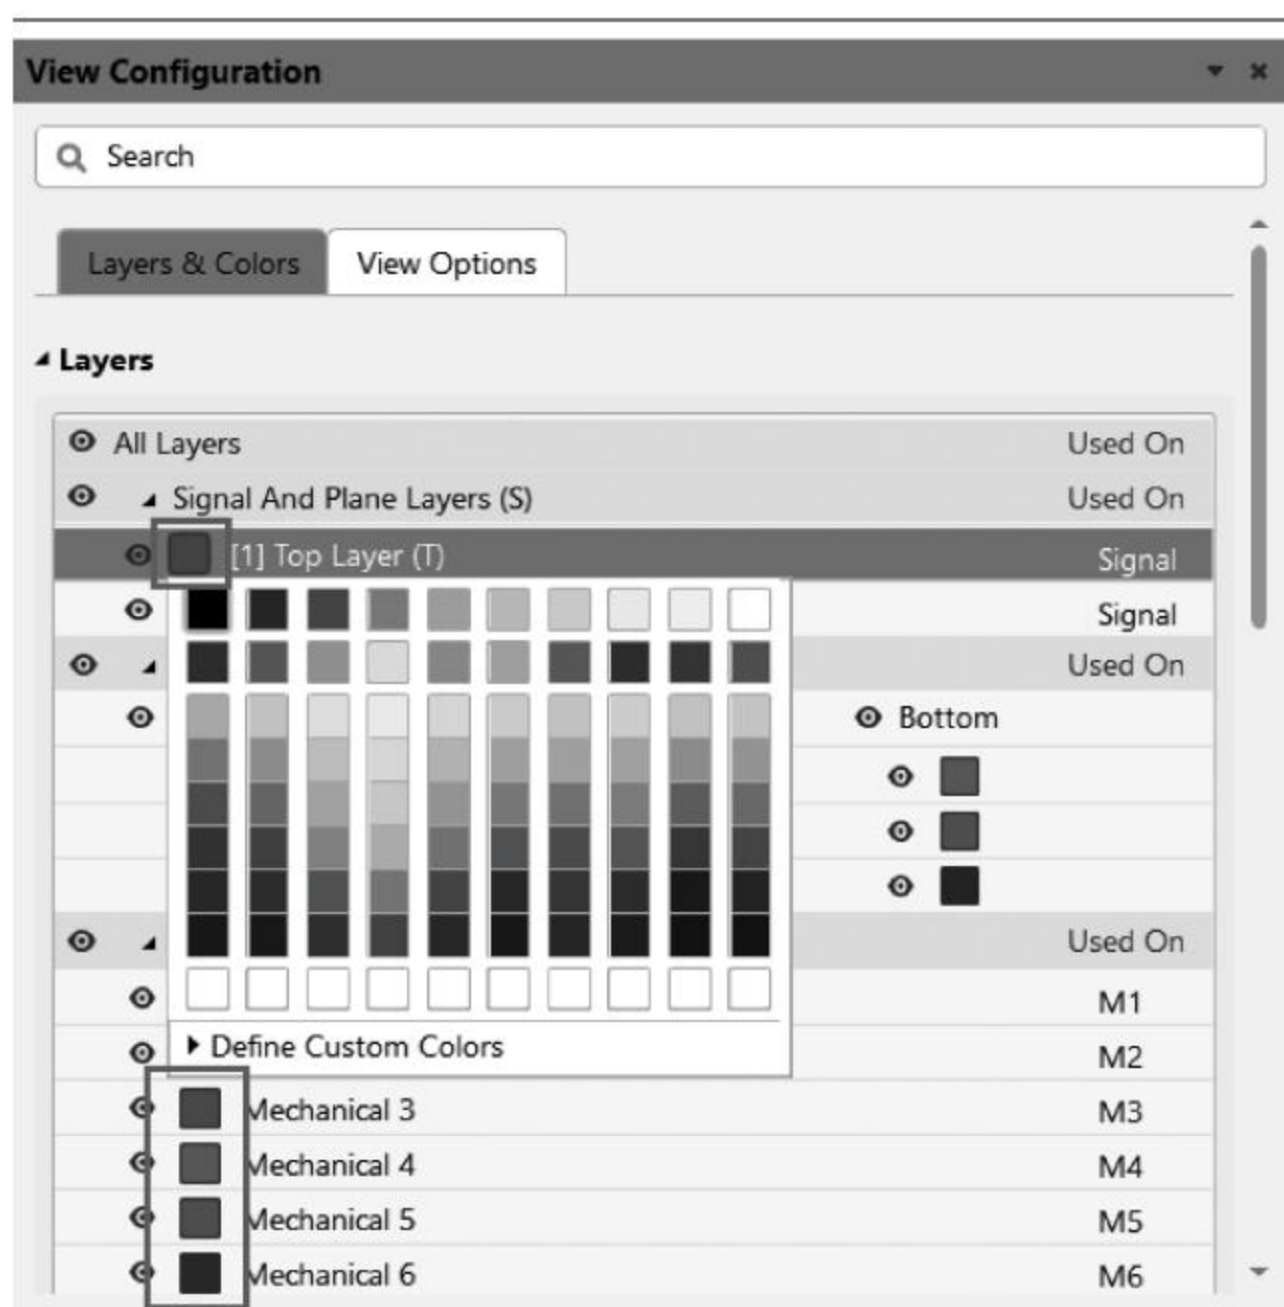 View Configuration
Search
Layers & Colors View Options
Layers
All Layers Used On
Signal And Plane Layers (S) Used On
[1] Top Layer (T) Signal
Signal
Used On
Bottom
Used On
M1
Define Custom Colors
M2
Mechanical 3 M3
Mechanical 4 M4
Mechanical 5 M5
Mechanical 6 M6